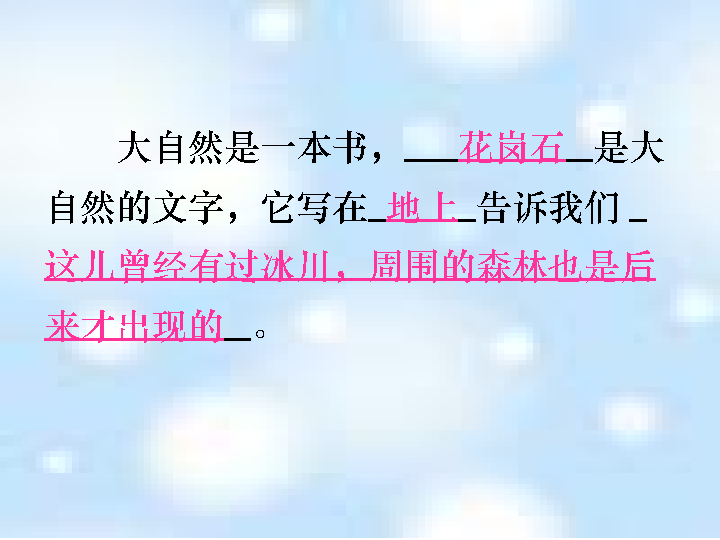 大自然是一本书，___花岗石_是大
自然的文字，它写在_地上_告诉我们_
这儿曾经有过冰川，周围的森林也是后
来才出现的_。